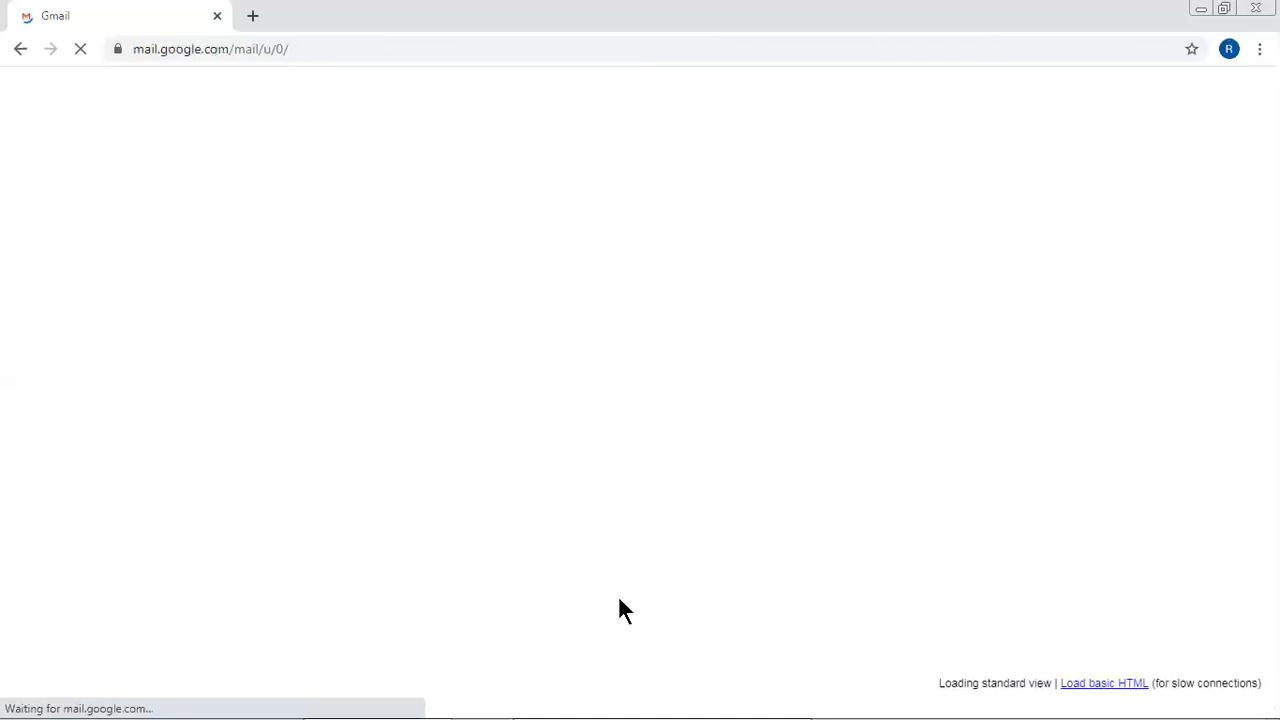 Gmail
mail.google.com/mail/u/0/
R
Loading standard view | Load basic HTML (for slow connections)
Waiting for mail.google.com...